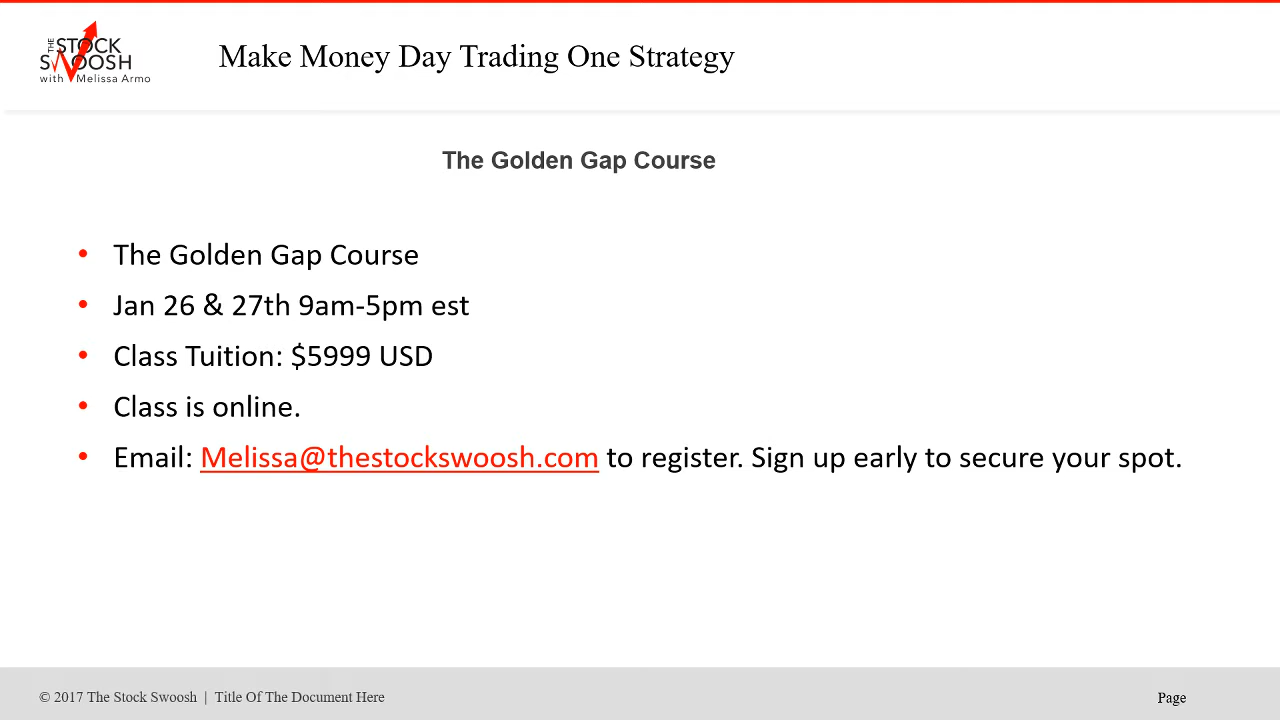 THE
STOCK
SWOOSH
with Melissa Armo
Make Money Day Trading One Strategy
The Golden Gap Course
• The Golden Gap Course
• Jan 26 & 27th 9am-5pm est
• Class Tuition: $5999 USD
• Class is online.
• Email: Melissa@thestockswoosh.com to register. Sign up early to secure your spot.
© 2017 The Stock Swoosh | Title Of The Document Here
Page